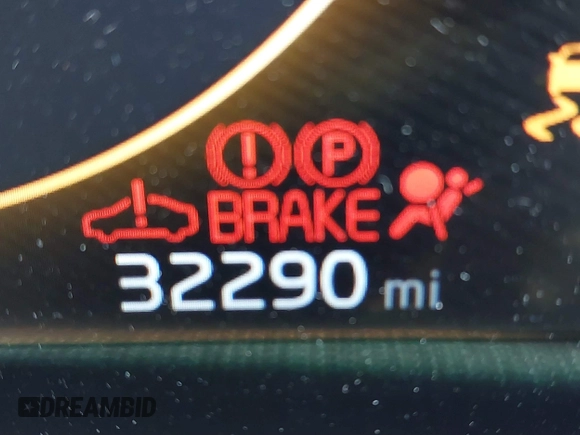 ! P
BRAKE
!
32290 mi
DREAMBID